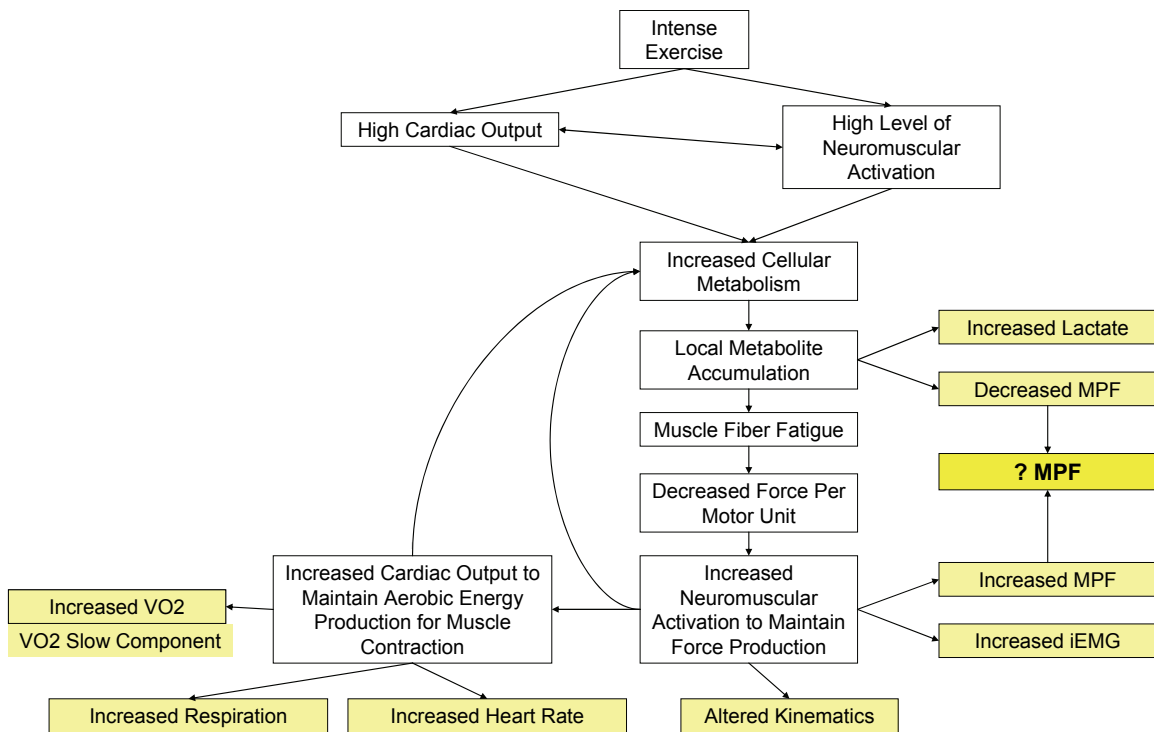 Intense
Exercise
High Cardiac Output
High Level of
Neuromuscular
Activation
Increased Cellular
Metabolism
Local Metabolite
Accumulation
Increased Lactate
Decreased MPF
Muscle Fiber Fatigue
? MPF
Decreased Force Per
Motor Unit
Increased Cardiac Output to
Maintain Aerobic Energy
Production for Muscle
Contraction
Increased
Neuromuscular
Activation to Maintain
Force Production
Increased MPF
Increased iEMG
Increased VO2
VO2 Slow Component
Increased Respiration
Increased Heart Rate
Altered Kinematics